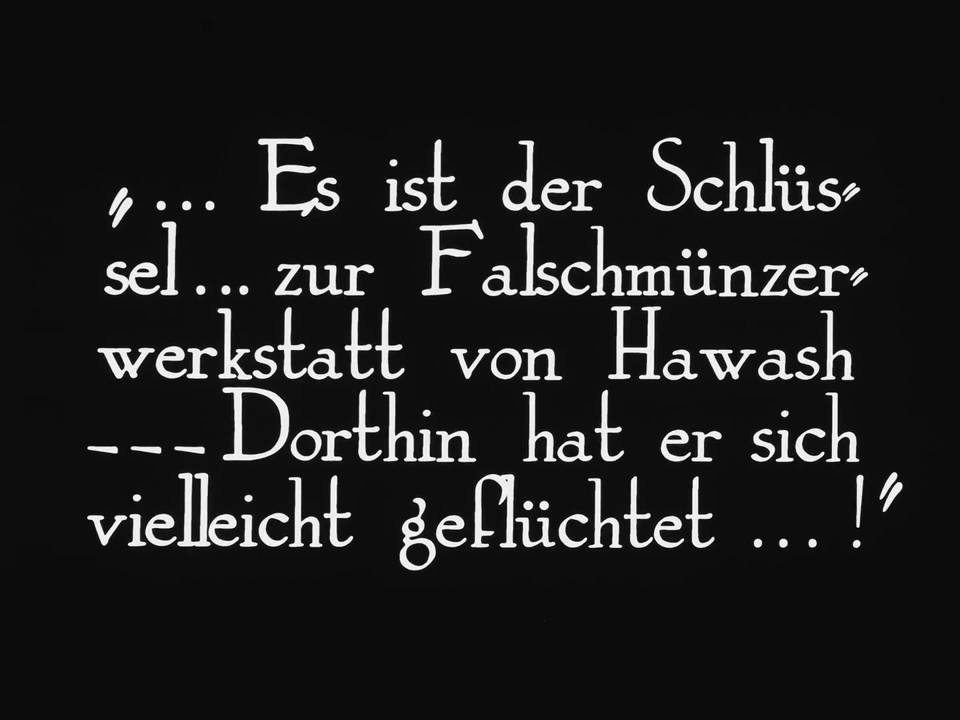 „... Es ist der Schlüs-
sel... zur Falschmünzer-
werkstatt von Hawash
--- Dorthin hat er sich
vielleicht geflüchtet ...!"